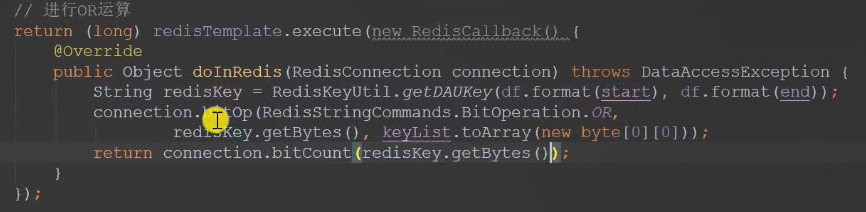 // 进行OR运算
return (long) redisTemplate.execute(new RedisCallback() {
@Override
public Object doInRedis(RedisConnection connection) throws DataAccessException {
String redisKey = RedisKeyUtil.getDAUKey(df.format(start), df.format(end));
connection.bitOp(RedisStringCommands.BitOperation.OR,
redisKey.getBytes(), keyList.toArray(new byte[0][0]));
return connection.bitCount(redisKey.getBytes());
}
});